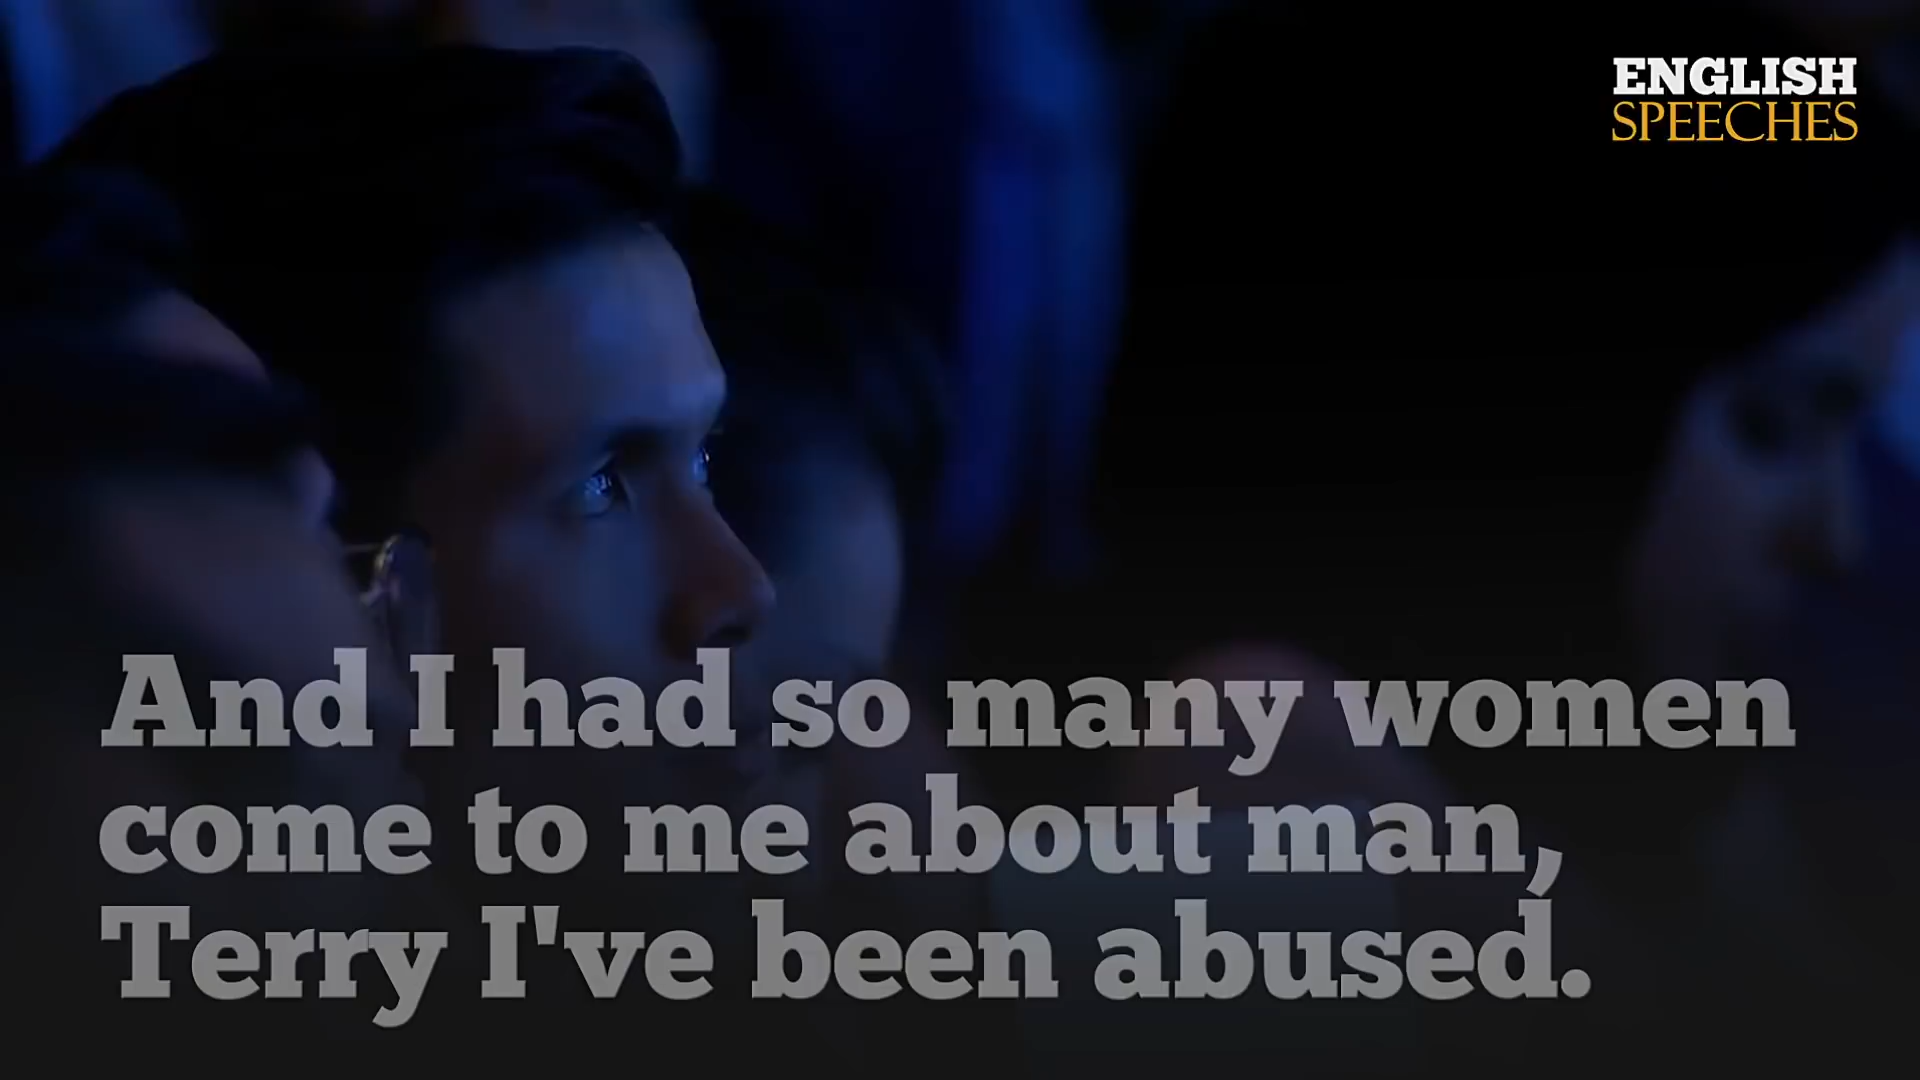 ENGLISH
SPEECHES
And I had so many women
come to me about man,
Terry I've been abused.